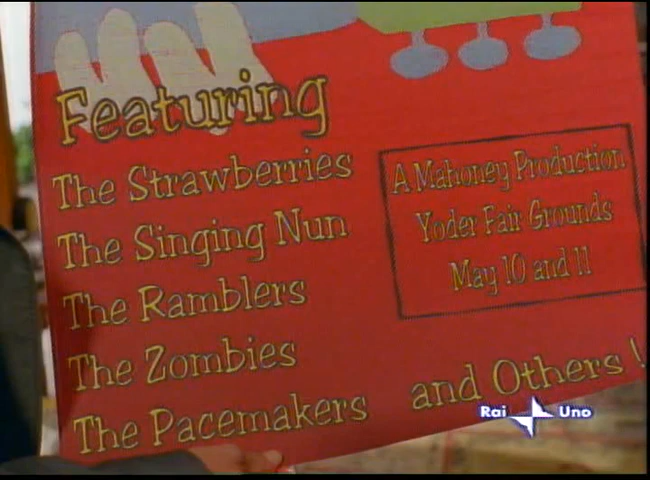 Featuring
The Strawberries
The Singing Nun
The Ramblers
The Zombies
The Pacemakers
and Others !
A Mahoney Production
Yoder Fair Grounds
May 10 and 11
Rai Uno